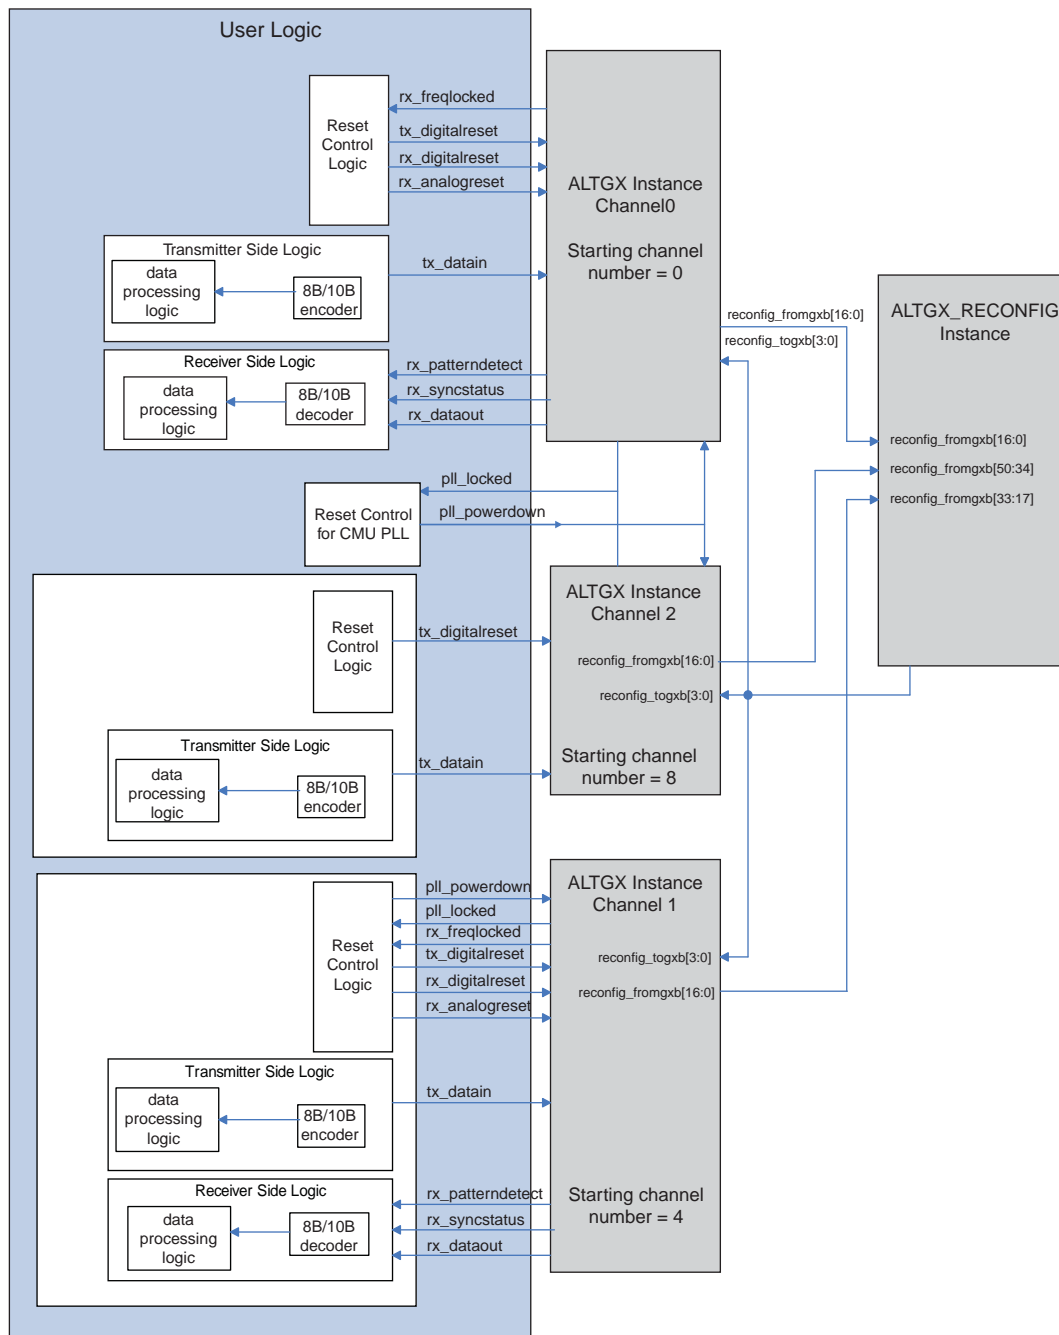 User Logic
Reset
Control
Logic
rx_freqlocked
tx_digitalreset
rx_digitalreset
rx_analogreset
ALTGX Instance
Channel0
Starting channel
number = 0
Transmitter Side Logic
data
processing
logic
8B/10B
encoder
tx_datain
Receiver Side Logic
data
processing
logic
8B/10B
decoder
rx_patterndetect
rx_syncstatus
rx_dataout
reconfig_fromgxb[16:0]
reconfig_togxb[3:0]
ALTGX_RECONFIG
Instance
reconfig_fromgxb[16:0]
reconfig_fromgxb[50:34]
reconfig_fromgxb[33:17]
Reset Control
for CMU PLL
pll_locked
pll_powerdown
Reset
Control
Logic
tx_digitalreset
ALTGX Instance
Channel 2
reconfig_fromgxb[16:0]
reconfig_togxb[3:0]
Starting channel
number = 8
Transmitter Side Logic
data
processing
logic
8B/10B
encoder
tx_datain
Reset
Control
Logic
pll_powerdown
pll_locked
rx_freqlocked
tx_digitalreset
rx_digitalreset
rx_analogreset
ALTGX Instance
Channel 1
reconfig_togxb[3:0]
reconfig_fromgxb[16:0]
Transmitter Side Logic
data
processing
logic
8B/10B
encoder
tx_datain
Receiver Side Logic
data
processing
logic
8B/10B
decoder
rx_patterndetect
rx_syncstatus
rx_dataout
Starting channel
number = 4